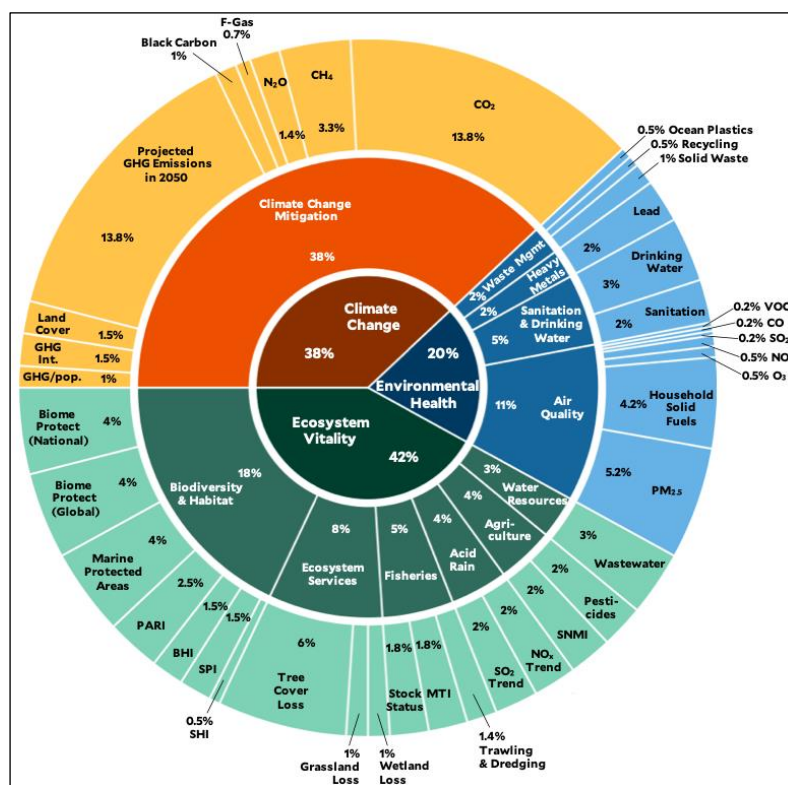 F-Gas
0.7%
Black Carbon
1%
N₂O
1.4%
CH₄
3.3%
CO₂
13.8%
Projected
GHG Emissions
in 2050
13.8%
Land
Cover
1.5%
GHG
Int.
1.5%
GHG/pop.
1%
0.5% Ocean Plastics
0.5% Recycling
1% Solid Waste
Lead
2%
Drinking
Water
3%
Sanitation
2%
0.2% VOC
0.2% CO
0.2% SO₂
0.5% NO
0.5% O₃
Household
Solid
Fuels
4.2%
5.2%
PM₂.₅
Climate Change
Mitigation
38%
Waste Mgmt
2%
Heavy
Metals
2%
Sanitation
& Drinking
Water
5%
Air
Quality
11%
Climate
Change
38%
20%
Environmental
Health
Ecosystem
Vitality
42%
18%
Biodiversity
& Habitat
8%
Ecosystem
Services
5%
Fisheries
4%
Acid
Rain
4%
Agri-
culture
3%
Water
Resources
Biome
Protect
(National)
4%
Biome
Protect
(Global)
4%
4%
Marine
Protected
Areas
2.5%
PARI
1.5%
BHI
1.5%
SPI
0.5%
SHI
6%
Tree
Cover
Loss
1%
Grassland
Loss
1%
Wetland
Loss
1.8%
Stock
Status
1.8%
MTI
1.4%
Trawling
& Dredging
2%
SO₂
Trend
2%
NOₓ
Trend
2%
SNMI
2%
Pesti-
cides
3%
Wastewater